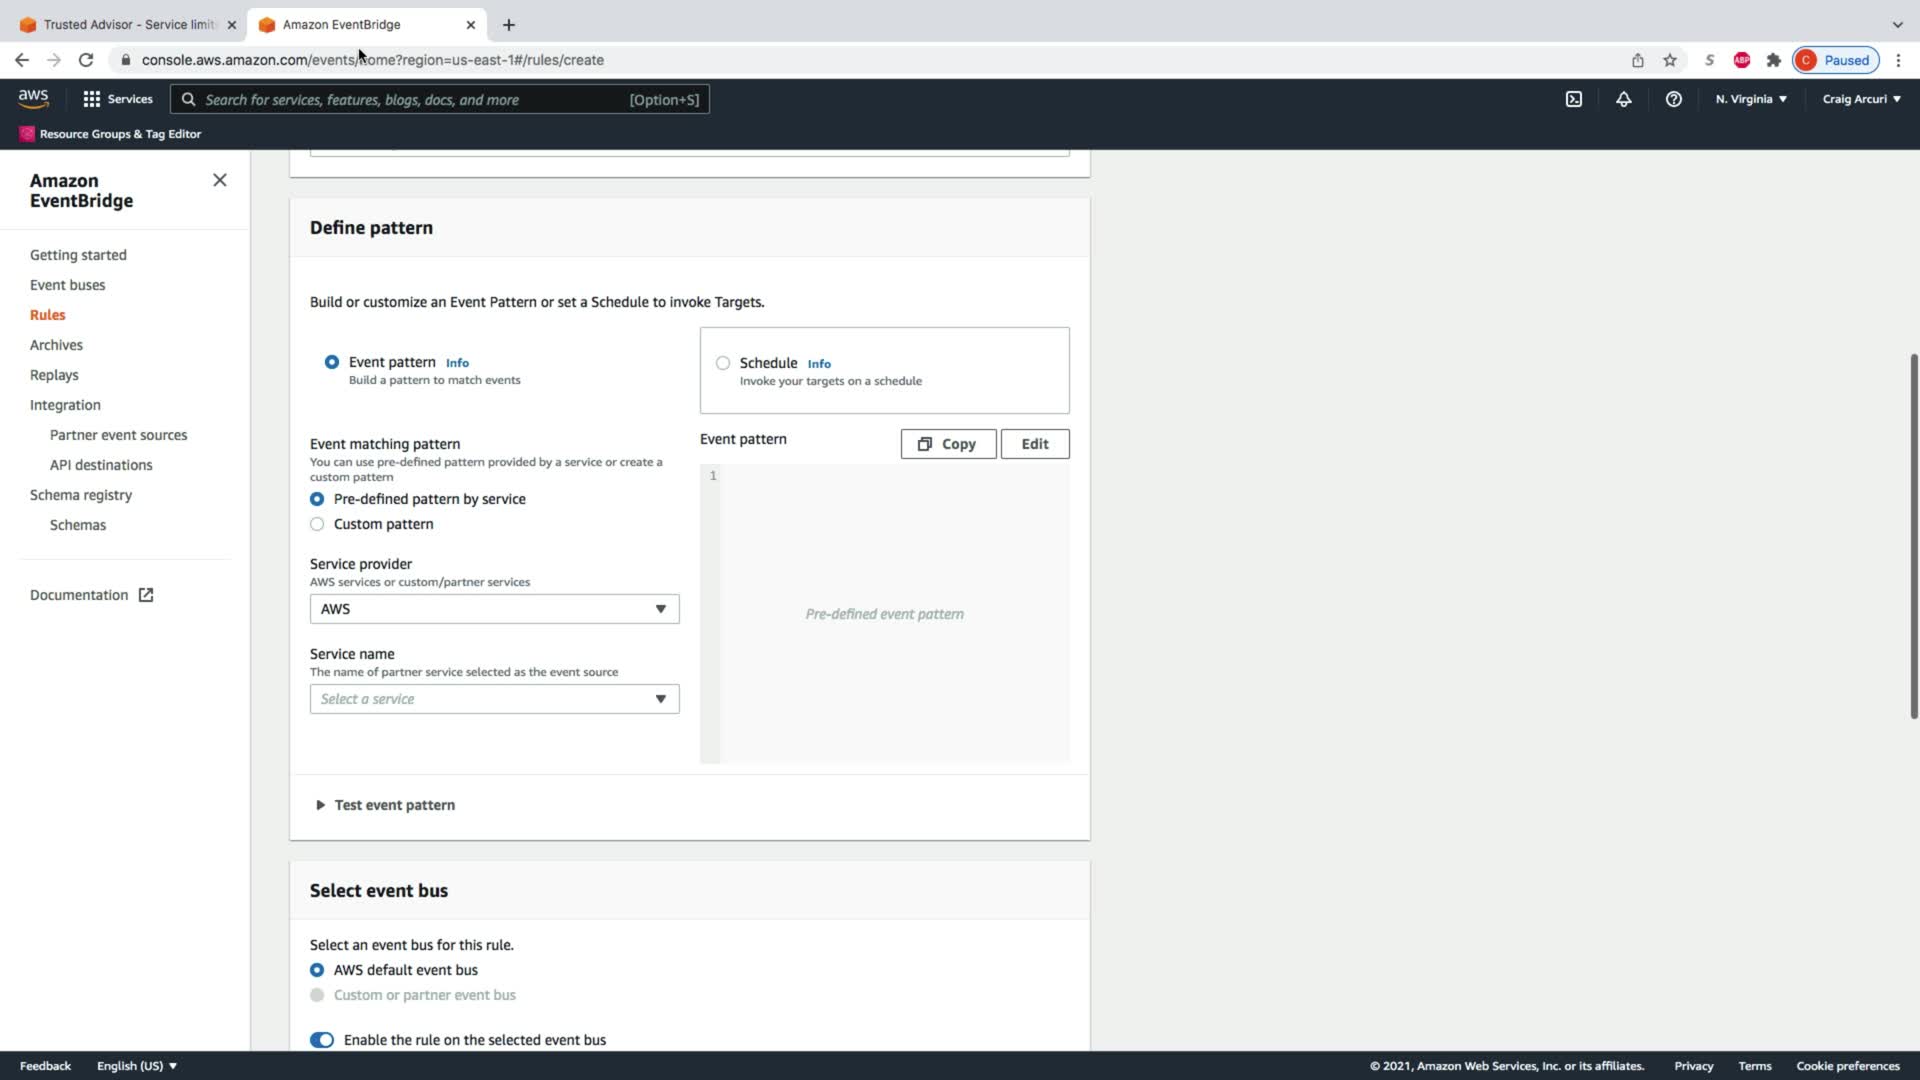 Trusted Advisor - Service limit
Amazon EventBridge
console.aws.amazon.com/events/home?region=us-east-1#/rules/create
S
ABP
C
Paused
aws
Services
Search for services, features, blogs, docs, and more
[Option+S]
N. Virginia
Craig Arcuri
Resource Groups & Tag Editor
Amazon
EventBridge
Getting started
Event buses
Rules
Archives
Replays
Integration
Partner event sources
API destinations
Schema registry
Schemas
Documentation
Define pattern
Build or customize an Event Pattern or set a Schedule to invoke Targets.
Event pattern Info
Build a pattern to match events
Schedule Info
Invoke your targets on a schedule
Event matching pattern
You can use pre-defined pattern provided by a service or create a
custom pattern
Pre-defined pattern by service
Custom pattern
Service provider
AWS services or custom/partner services
AWS
Service name
The name of partner service selected as the event source
Select a service
Event pattern
Copy
Edit
1
Pre-defined event pattern
Test event pattern
Select event bus
Select an event bus for this rule.
AWS default event bus
Custom or partner event bus
Enable the rule on the selected event bus
Feedback
English (US)
© 2021, Amazon Web Services, Inc. or its affiliates.
Privacy
Terms
Cookie preferences